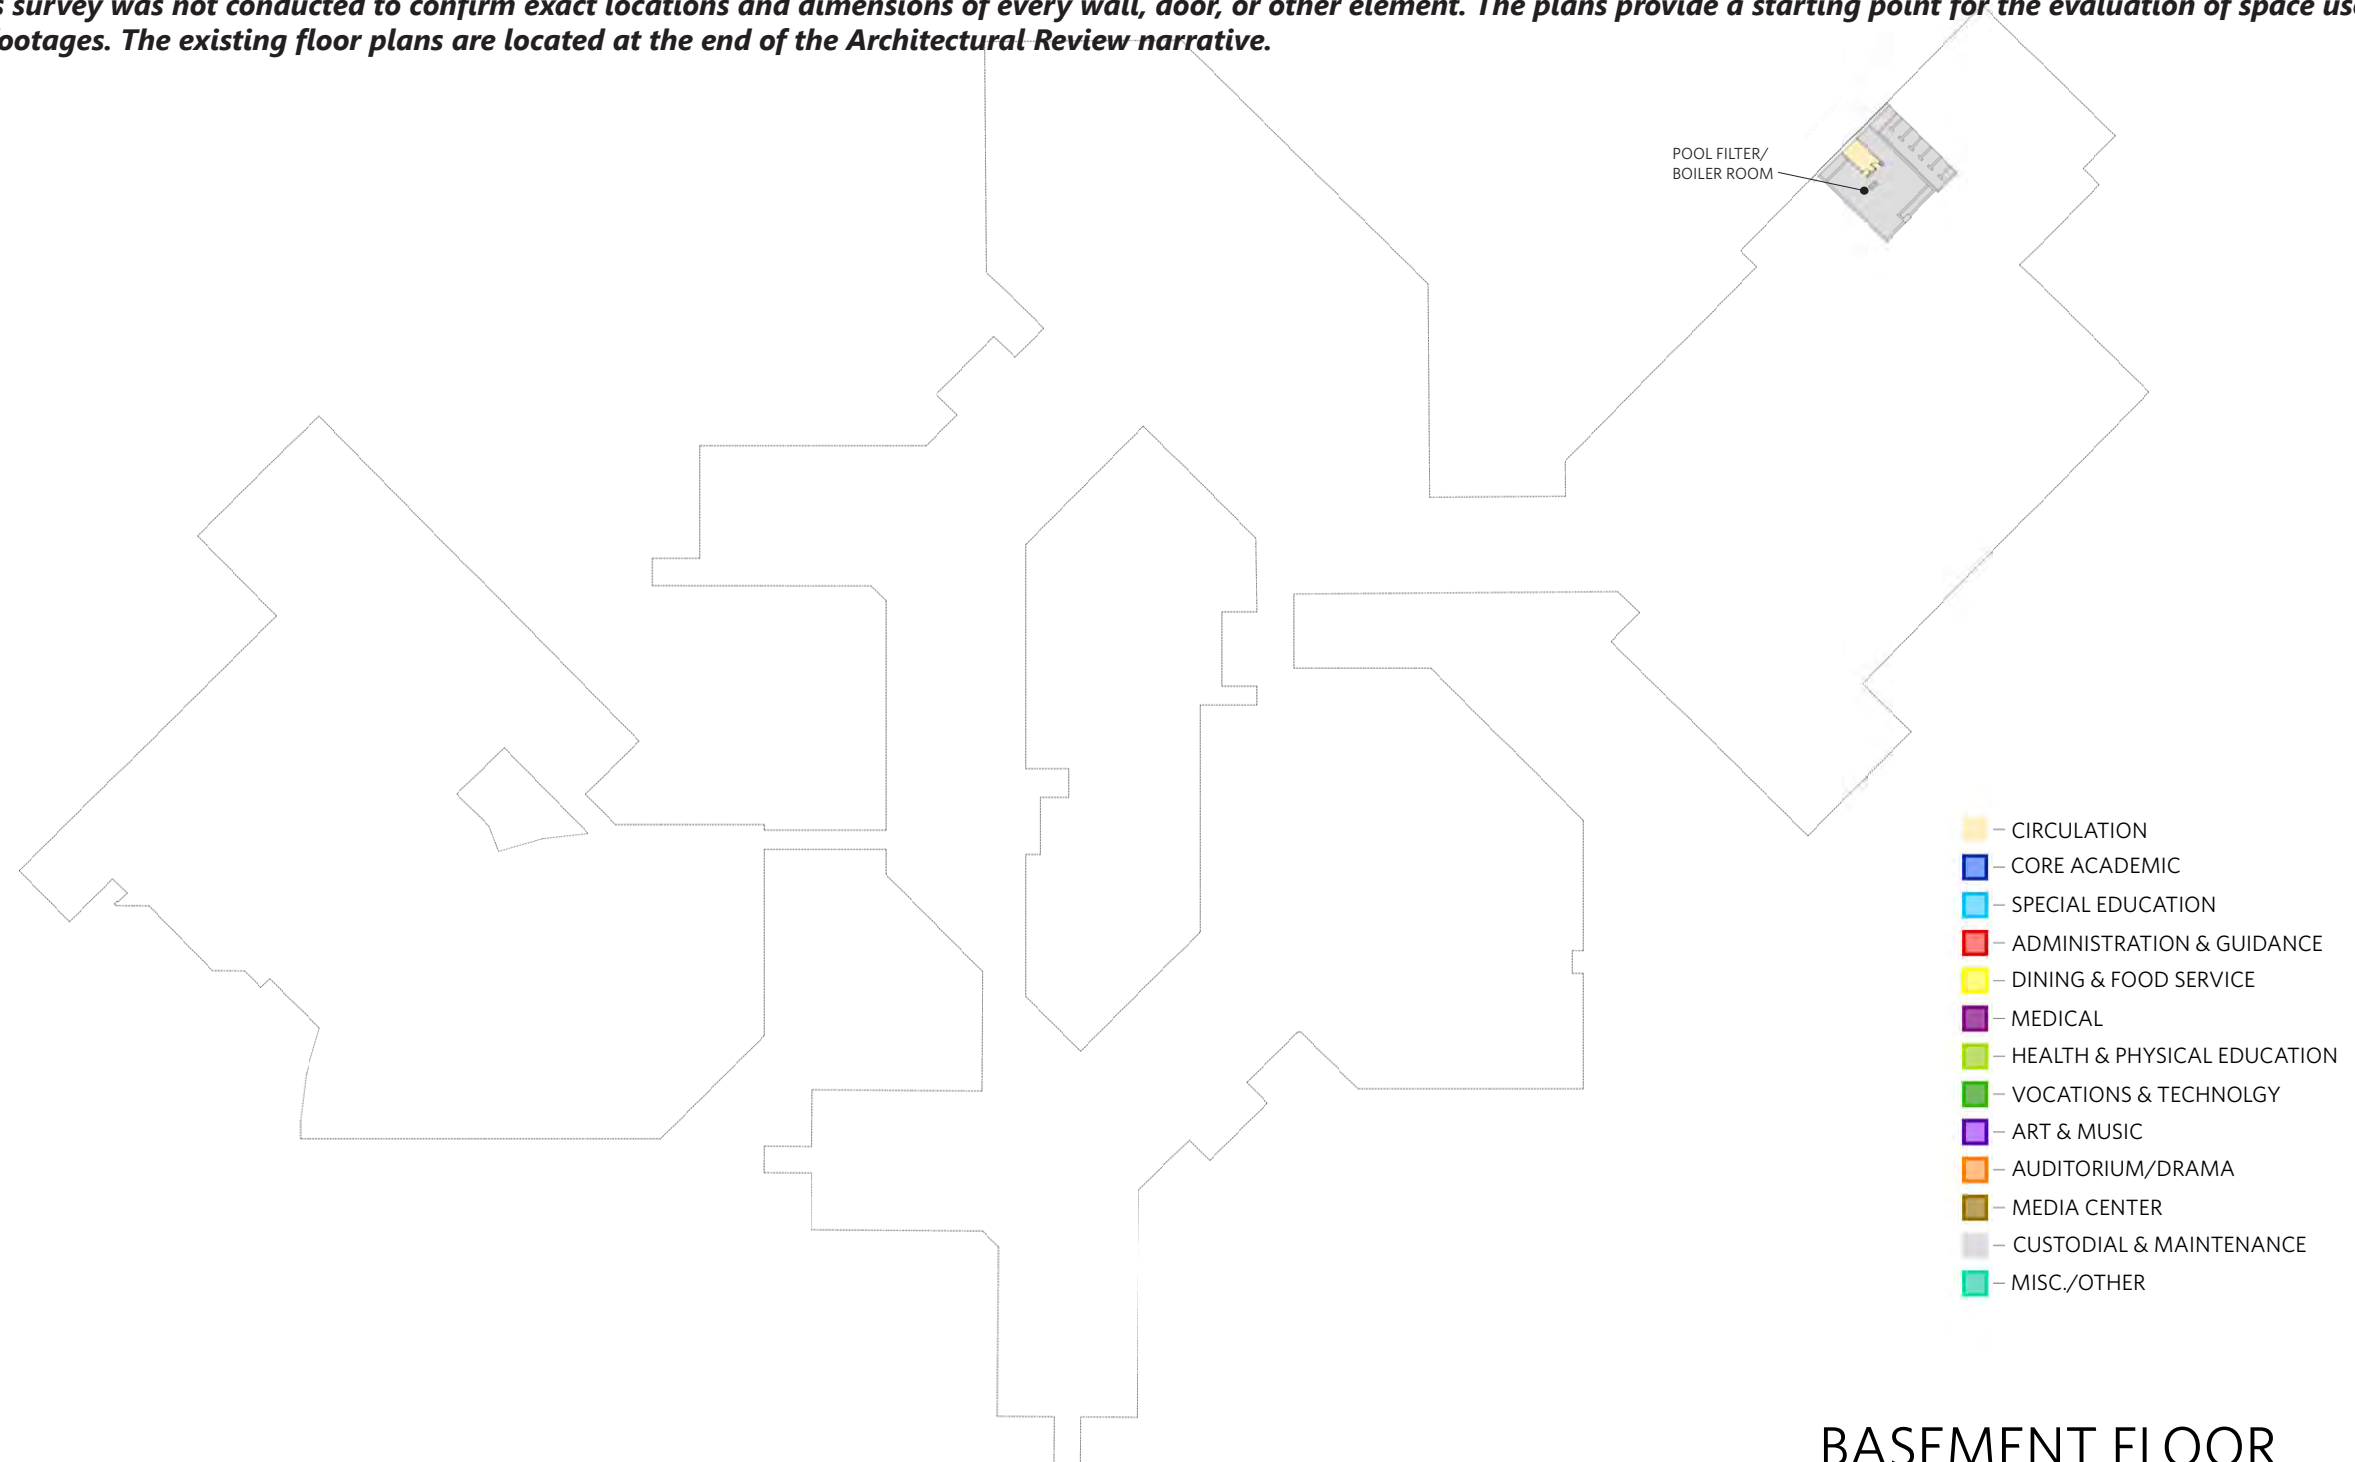 survey was not conducted to confirm exact locations and dimensions of every wall, door, or other element. The plans provide a starting point for the evaluation of space use
footages. The existing floor plans are located at the end of the Architectural Review narrative.
POOL FILTER/
BOILER ROOM
CIRCULATION
CORE ACADEMIC
SPECIAL EDUCATION
ADMINISTRATION & GUIDANCE
DINING & FOOD SERVICE
MEDICAL
HEALTH & PHYSICAL EDUCATION
VOCATIONS & TECHNOLGY
ART & MUSIC
AUDITORIUM/DRAMA
MEDIA CENTER
CUSTODIAL & MAINTENANCE
MISC./OTHER
BASEMENT FLOOR